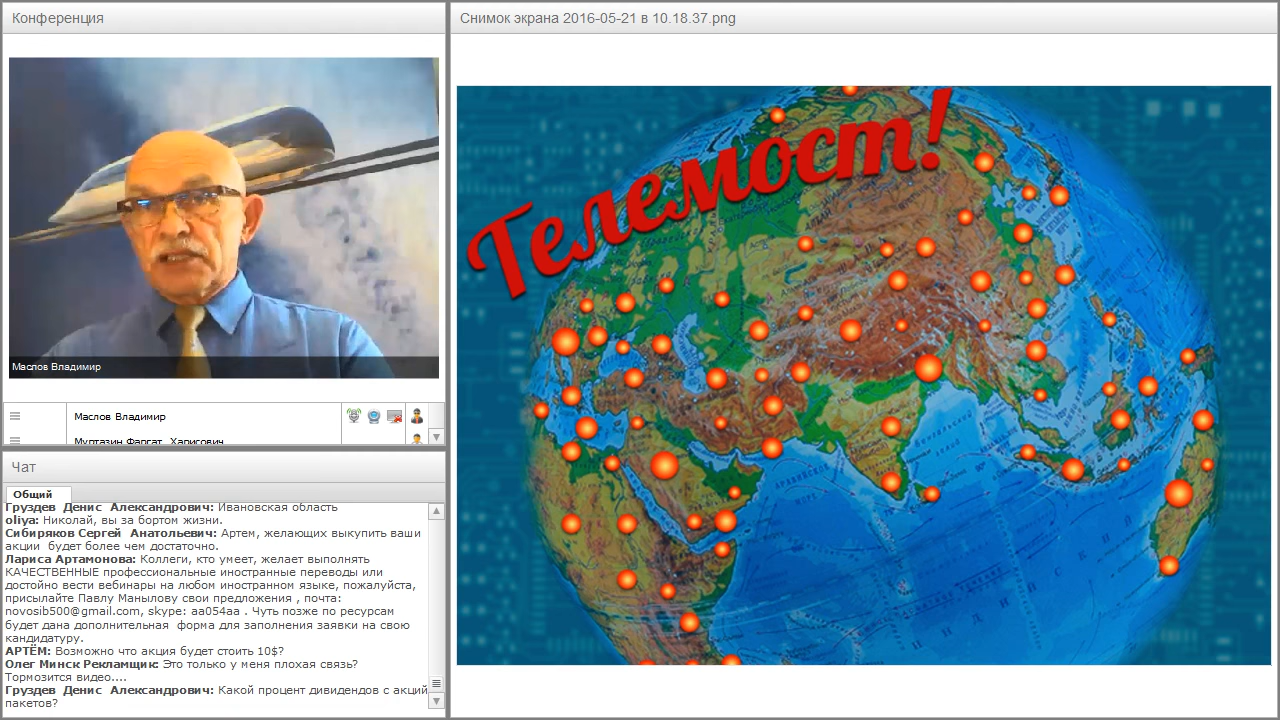 Конференция
Маслов Владимир
Маслов Владимир
Муртазин Фаргат Харисович
Чат
Общий
Груздев Денис Александрович: Ивановская область
oliya: Николай, вы за бортом жизни.
Сибиряков Сергей Анатольевич: Артем, желающих выкупить ваши
акции будет более чем достаточно.
Лариса Артамонова: Коллеги, кто умеет, желает выполнять
КАЧЕСТВЕННЫЕ профессиональные иностранные переводы или
достойно вести вебинары на любом иностранном языке, пожалуйста,
присылайте Павлу Манылову свои предложения , почта:
novosib500@gmail.com, skype: aa054aa . Чуть позже по ресурсам
будет дана дополнительная форма для заполнения заявки на свою
кандидатуру.
АРТЁМ: Возможно что акция будет стоить 10$?
Олег Минск Рекламщик: Это только у меня плохая связь?
Тормозится видео....
Груздев Денис Александрович: Какой процент дивидендов с акций
пакетов?
Снимок экрана 2016-05-21 в 10.18.37.png
Телемост!
АРАВИЙСКОЕ
МОРЕ